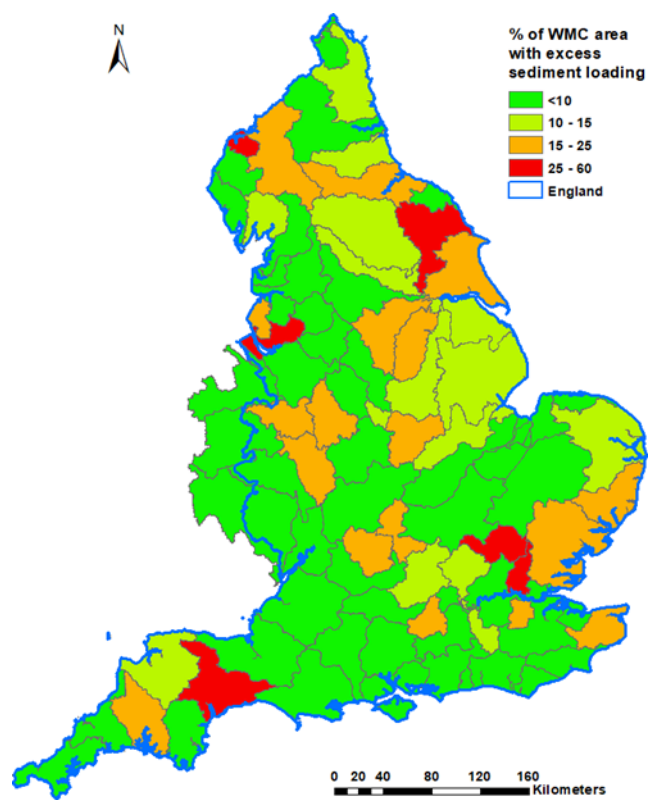 N
% of WMC area
with excess
sediment loading
<10
10 - 15
15 - 25
25 - 60
England
0 20 40 80 120 160
Kilometers